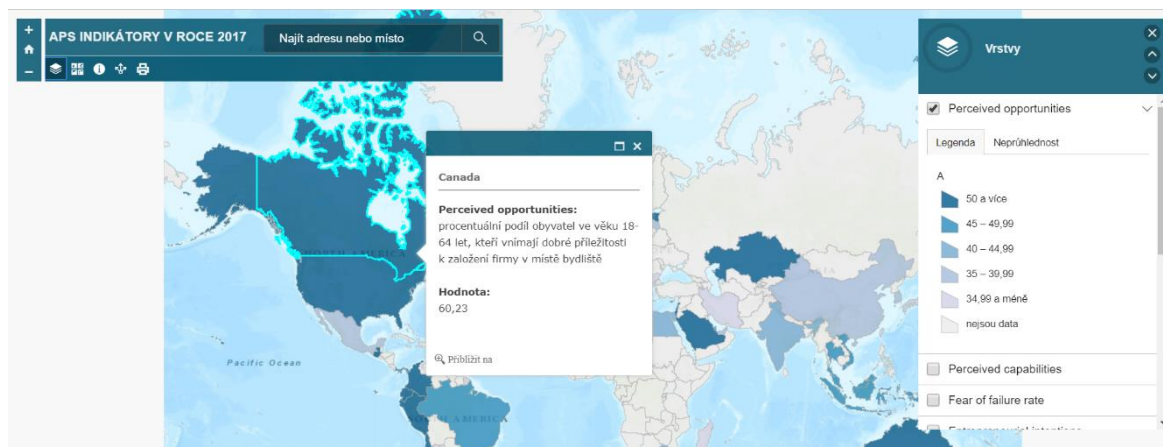 APS INDIKÁTORY V ROCE 2017
Najít adresu nebo místo
Vrstvy
Perceived opportunities
Legenda
Neprůhlednost
A
50 a více
45 – 49,99
40 – 44,99
35 – 39,99
34,99 a méně
nejsou data
Perceived capabilities
Fear of failure rate
Entrepreneurial intentions
Canada
Perceived opportunities:
procentuální podíl obyvatel ve věku 18-
64 let, kteří vnímají dobré příležitosti
k založení firmy v místě bydliště
Hodnota:
60,23
Přiblížit na
NORTH AMERICA
Pacific Ocean